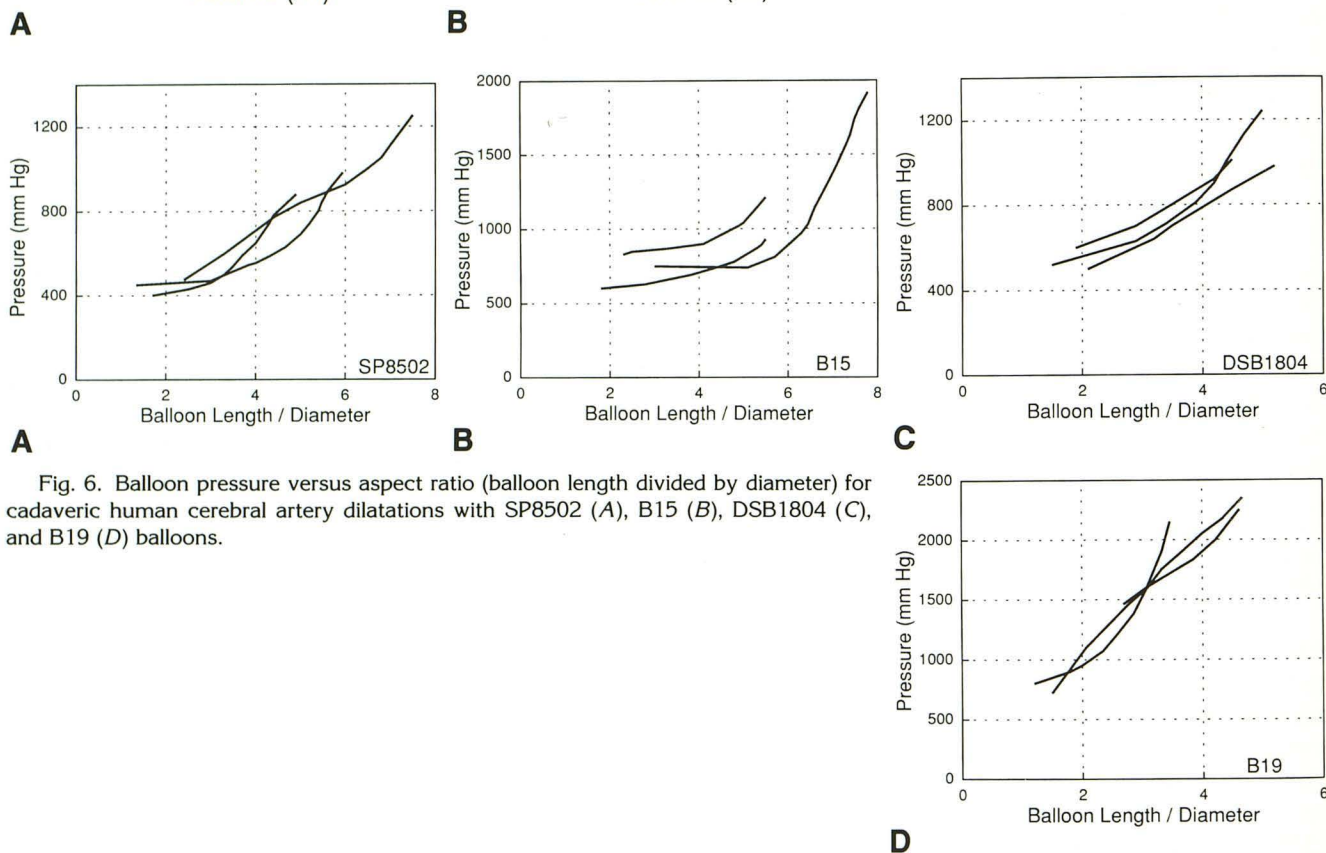 A
B
1200
800
400
0
Pressure (mm Hg)
0 2 4 6 8
SP8502
Balloon Length / Diameter
A
2000
1500
1000
500
0
Pressure (mm Hg)
0 2 4 6 8
B15
Balloon Length / Diameter
B
1200
800
400
0
Pressure (mm Hg)
0 2 4 6
DSB1804
Balloon Length / Diameter
C
Fig. 6. Balloon pressure versus aspect ratio (balloon length divided by diameter) for
cadaveric human cerebral artery dilatations with SP8502 (A), B15 (B), DSB1804 (C),
and B19 (D) balloons.
2500
2000
1500
1000
500
0
Pressure (mm Hg)
0 2 4 6
B19
Balloon Length / Diameter
D